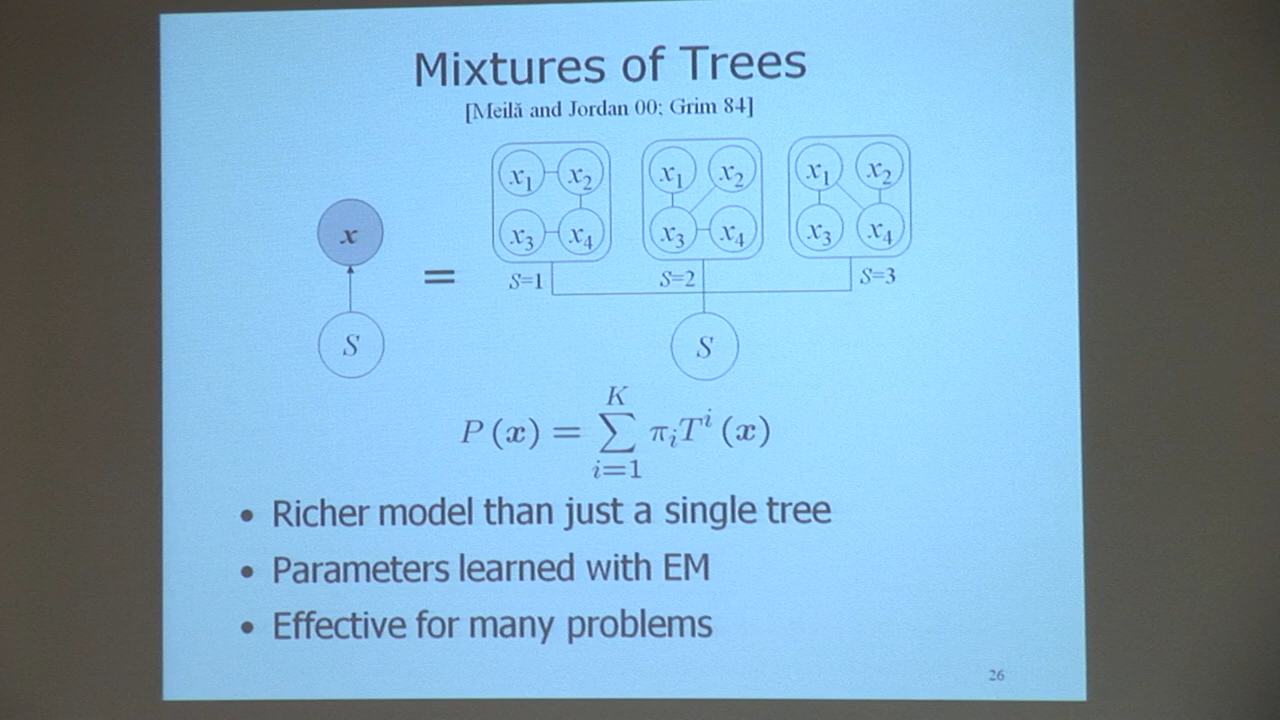 Mixtures of Trees
[Meilă and Jordan 00; Grim 84]
x1 x2 x1 x2 x1 x2
x
x3 x4 x3 x4 x3 x4
=
S=1 S=2 S=3
S S
P (x) = ∑_{i=1}^{K} π_i T^i (x)
• Richer model than just a single tree
• Parameters learned with EM
• Effective for many problems
26